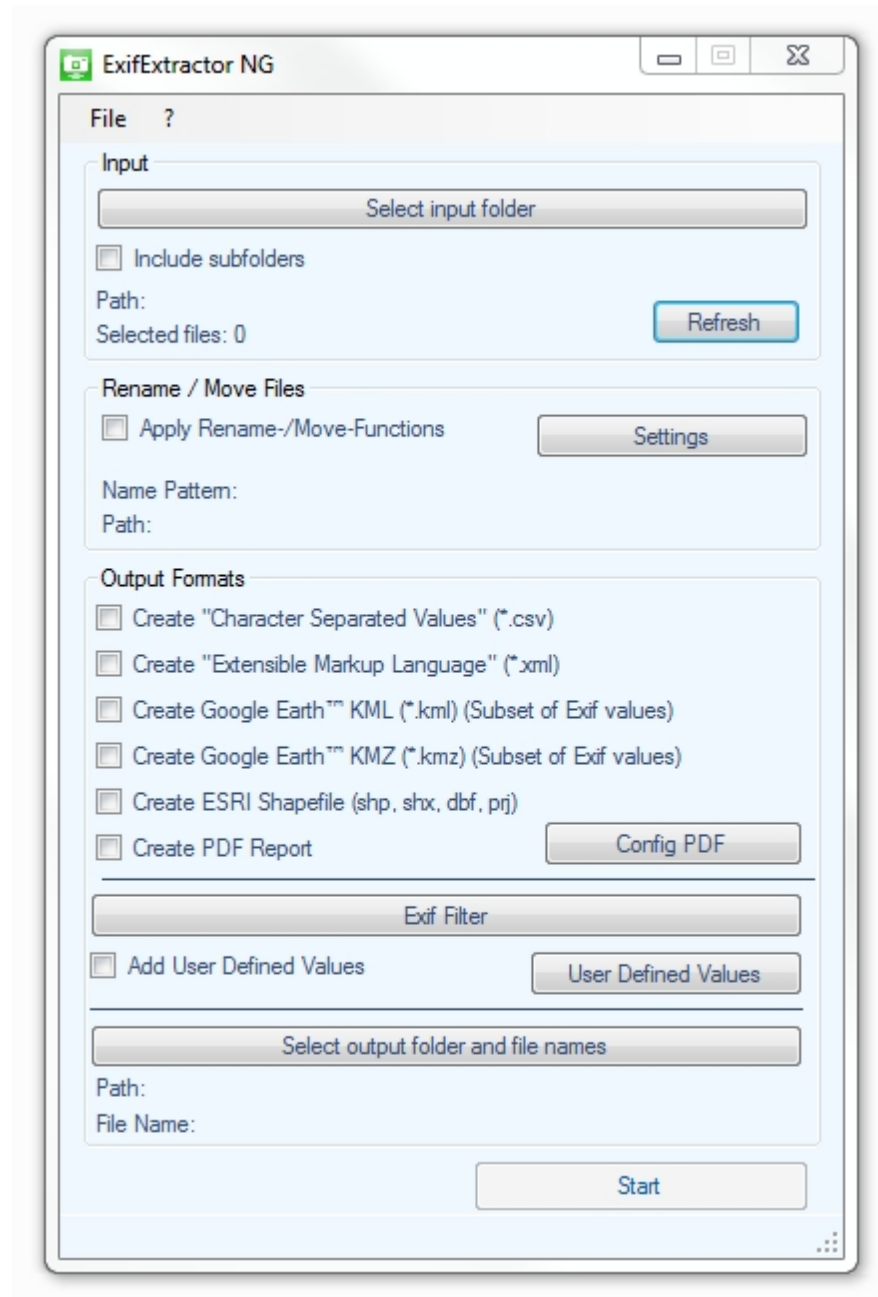 ExifExtractor NG
File ?
Input
Select input folder
Include subfolders
Path:
Selected files: 0
Refresh
Rename / Move Files
Apply Rename-/Move-Functions
Settings
Name Pattern:
Path:
Output Formats
Create "Character Separated Values" (*.csv)
Create "Extensible Markup Language" (*.xml)
Create Google Earth™ KML (*.kml) (Subset of Exif values)
Create Google Earth™ KMZ (*.kmz) (Subset of Exif values)
Create ESRI Shapefile (shp, shx, dbf, prj)
Create PDF Report
Config PDF
Exif Filter
Add User Defined Values
User Defined Values
Select output folder and file names
Path:
File Name:
Start